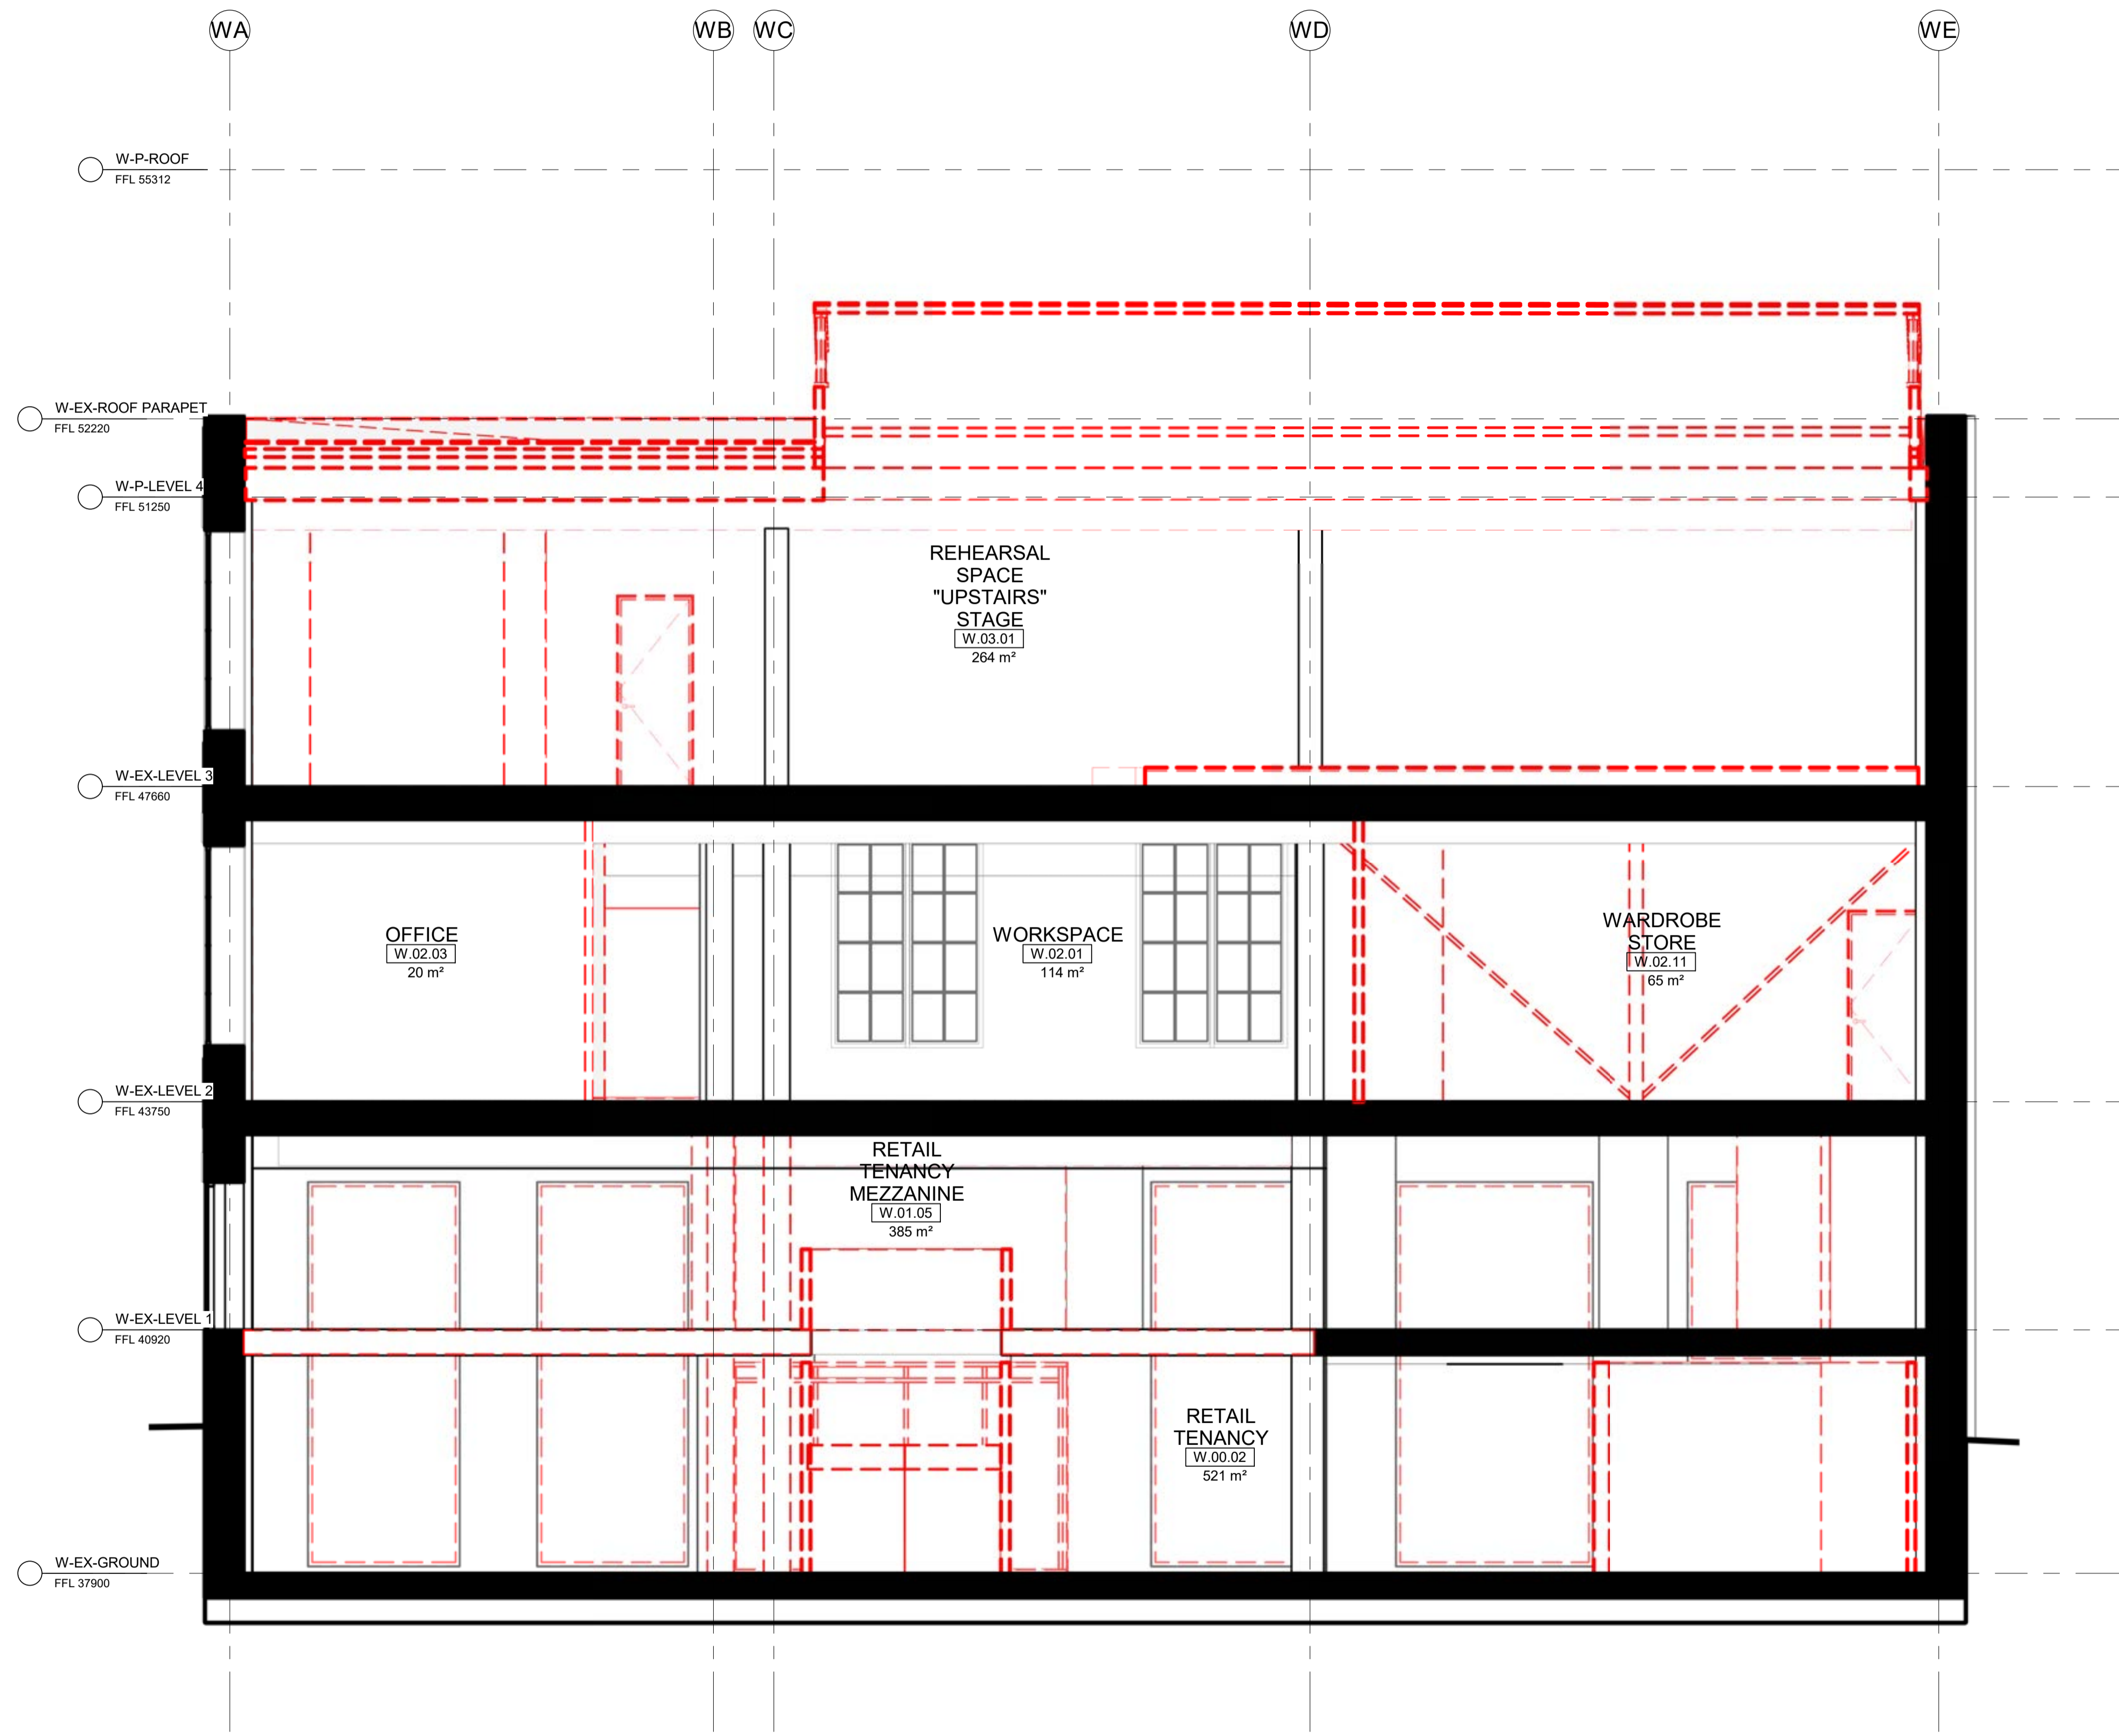 WA
WB
WC
WD
WE
W-P-ROOF
FFL 55312
W-EX-ROOF PARAPET
FFL 52220
W-P-LEVEL 4
FFL 51250
REHEARSAL
SPACE
"UPSTAIRS"
STAGE
W.03.01
264 m²
W-EX-LEVEL 3
FFL 47660
OFFICE
W.02.03
20 m²
WORKSPACE
W.02.01
114 m²
WARDROBE
STORE
W.02.11
65 m²
W-EX-LEVEL 2
FFL 43750
RETAIL
TENANCY
MEZZANINE
W.01.05
385 m²
W-EX-LEVEL 1
FFL 40920
RETAIL
TENANCY
W.00.02
521 m²
W-EX-GROUND
FFL 37900